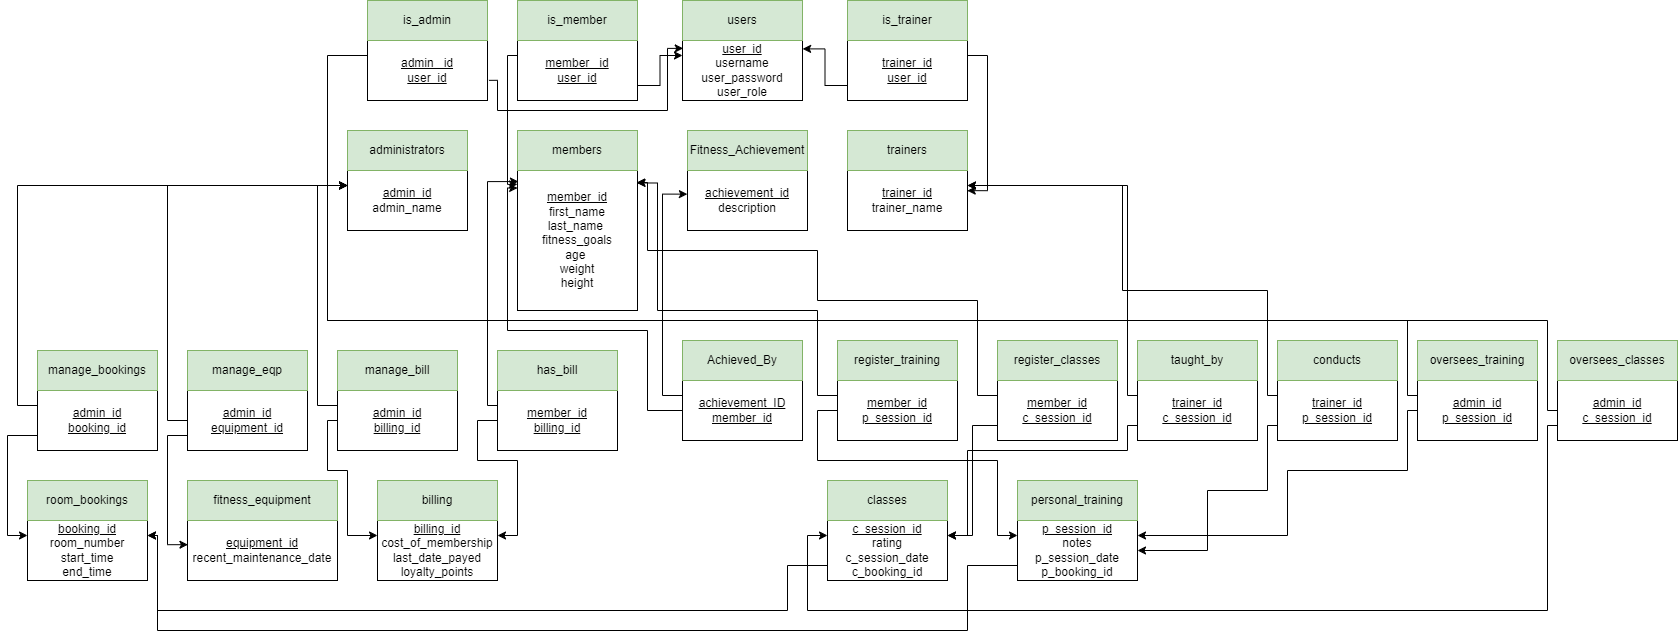 is_admin
admin__id
user_id
is_member
member__id
user_id
users
user_id
username
user_password
user_role
is_trainer
trainer_id
user_id
administrators
admin_id
admin_name
members
member_id
first_name
last_name
fitness_goals
age
weight
height
Fitness_Achievement
achievement_id
description
trainers
trainer_id
trainer_name
manage_bookings
admin_id
booking_id
manage_eqp
admin_id
equipment_id
manage_bill
admin_id
billing_id
has_bill
member_id
billing_id
Achieved_By
achievement_ID
member_id
register_training
member_id
p_session_id
register_classes
member_id
c_session_id
taught_by
trainer_id
c_session_id
conducts
trainer_id
p_session_id
oversees_training
admin_id
p_session_id
oversees_classes
admin_id
c_session_id
room_bookings
booking_id
room_number
start_time
end_time
fitness_equipment
equipment_id
recent_maintenance_date
billing
billing_id
cost_of_membership
last_date_payed
loyalty_points
classes
c_session_id
rating
c_session_date
c_booking_id
personal_training
p_session_id
notes
p_session_date
p_booking_id